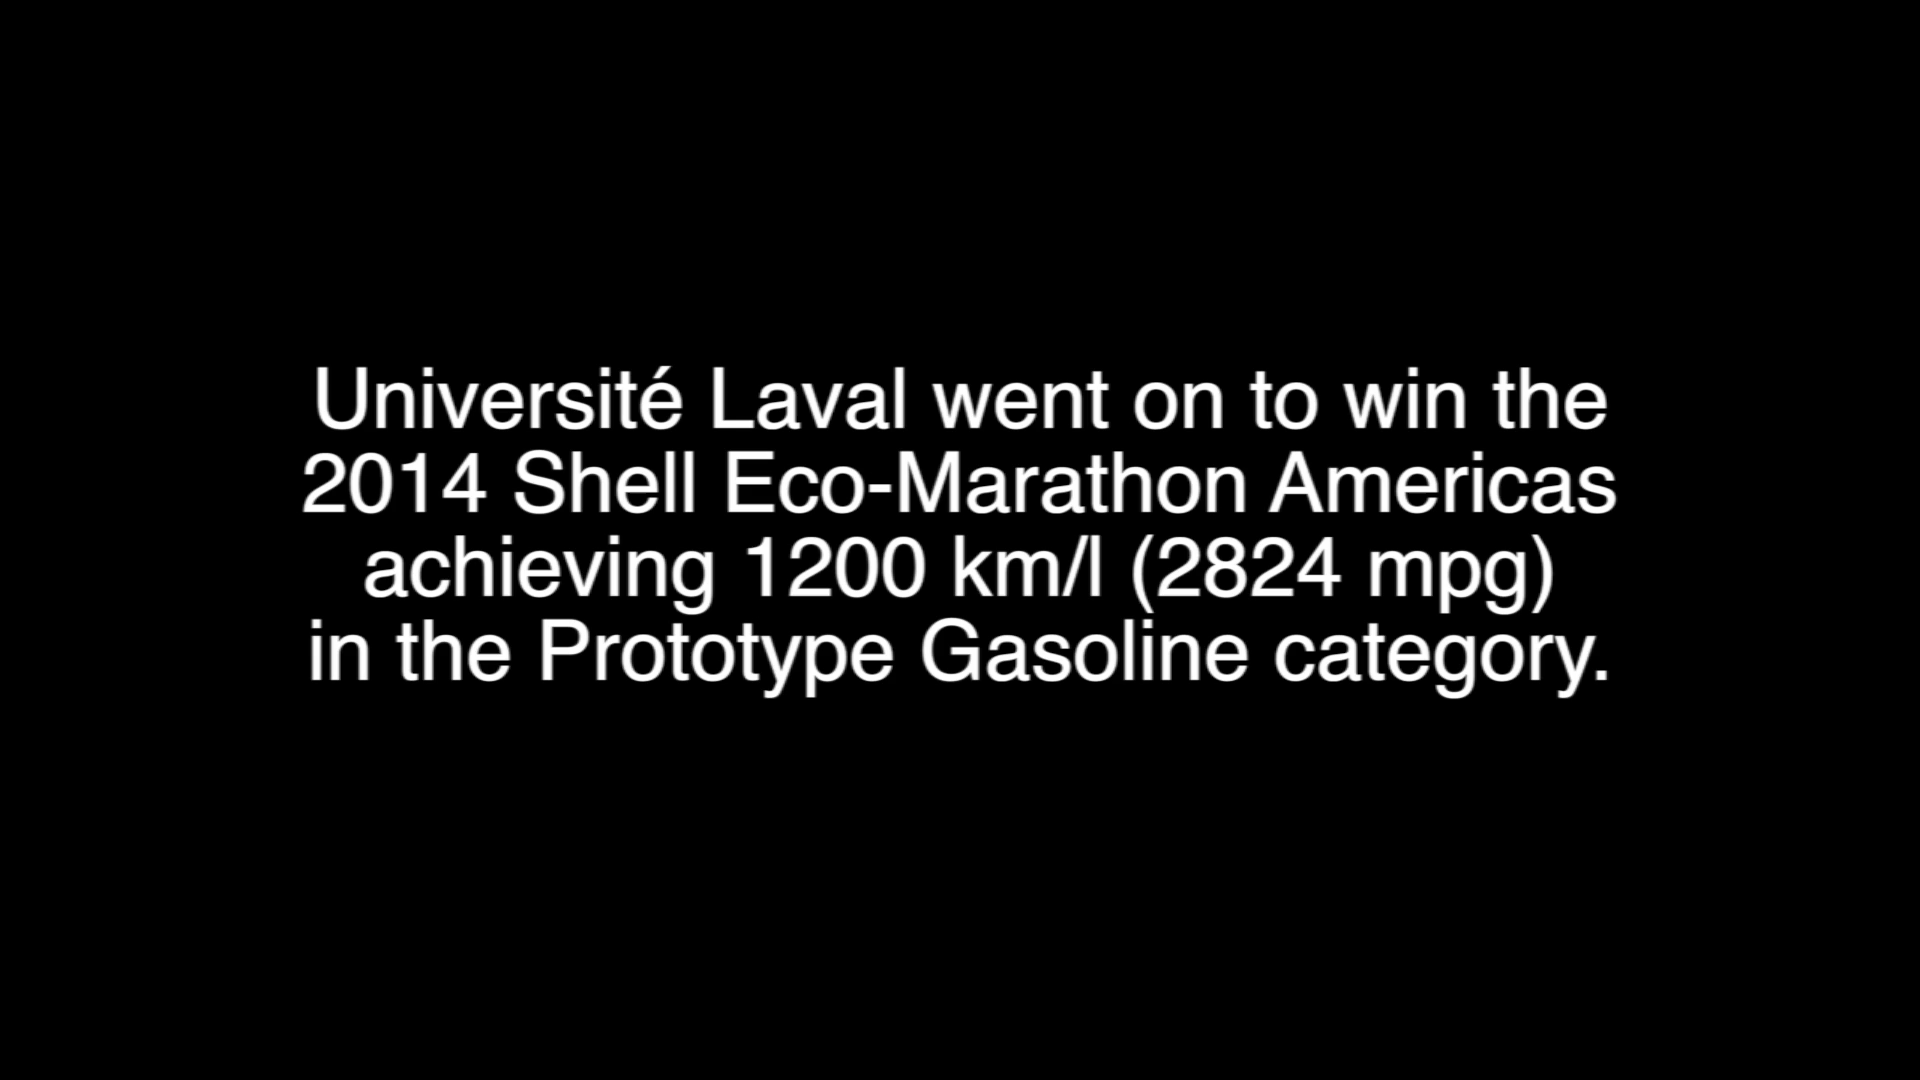 Université Laval went on to win the
2014 Shell Eco-Marathon Americas
achieving 1200 km/l (2824 mpg)
in the Prototype Gasoline category.